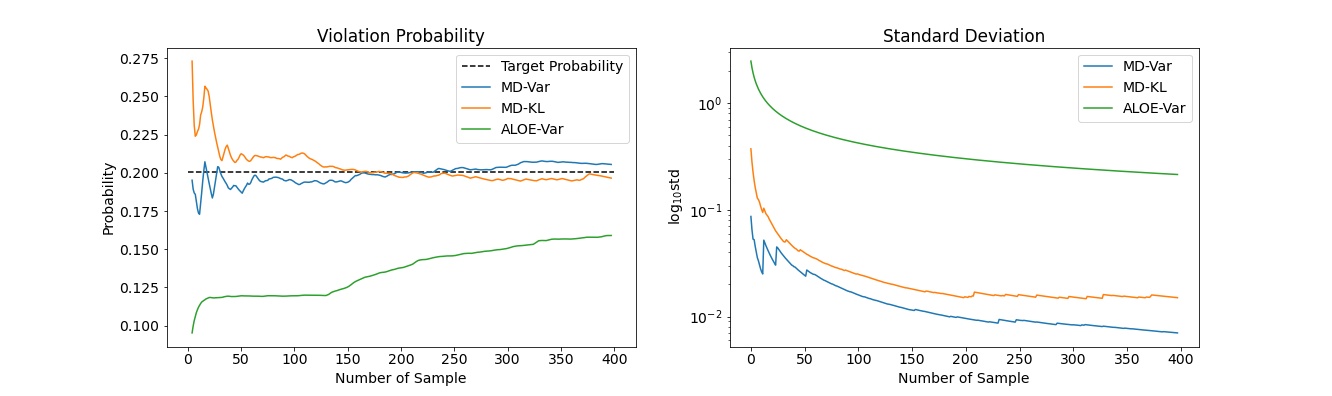 Violation Probability
0.275
0.250
0.225
0.200
0.175
0.150
0.125
0.100
Probability
Target Probability
MD-Var
MD-KL
ALOE-Var
0 50 100 150 200 250 300 350 400
Number of Sample
Standard Deviation
10⁰
10⁻¹
10⁻²
log₁₀std
MD-Var
MD-KL
ALOE-Var
0 50 100 150 200 250 300 350 400
Number of Sample